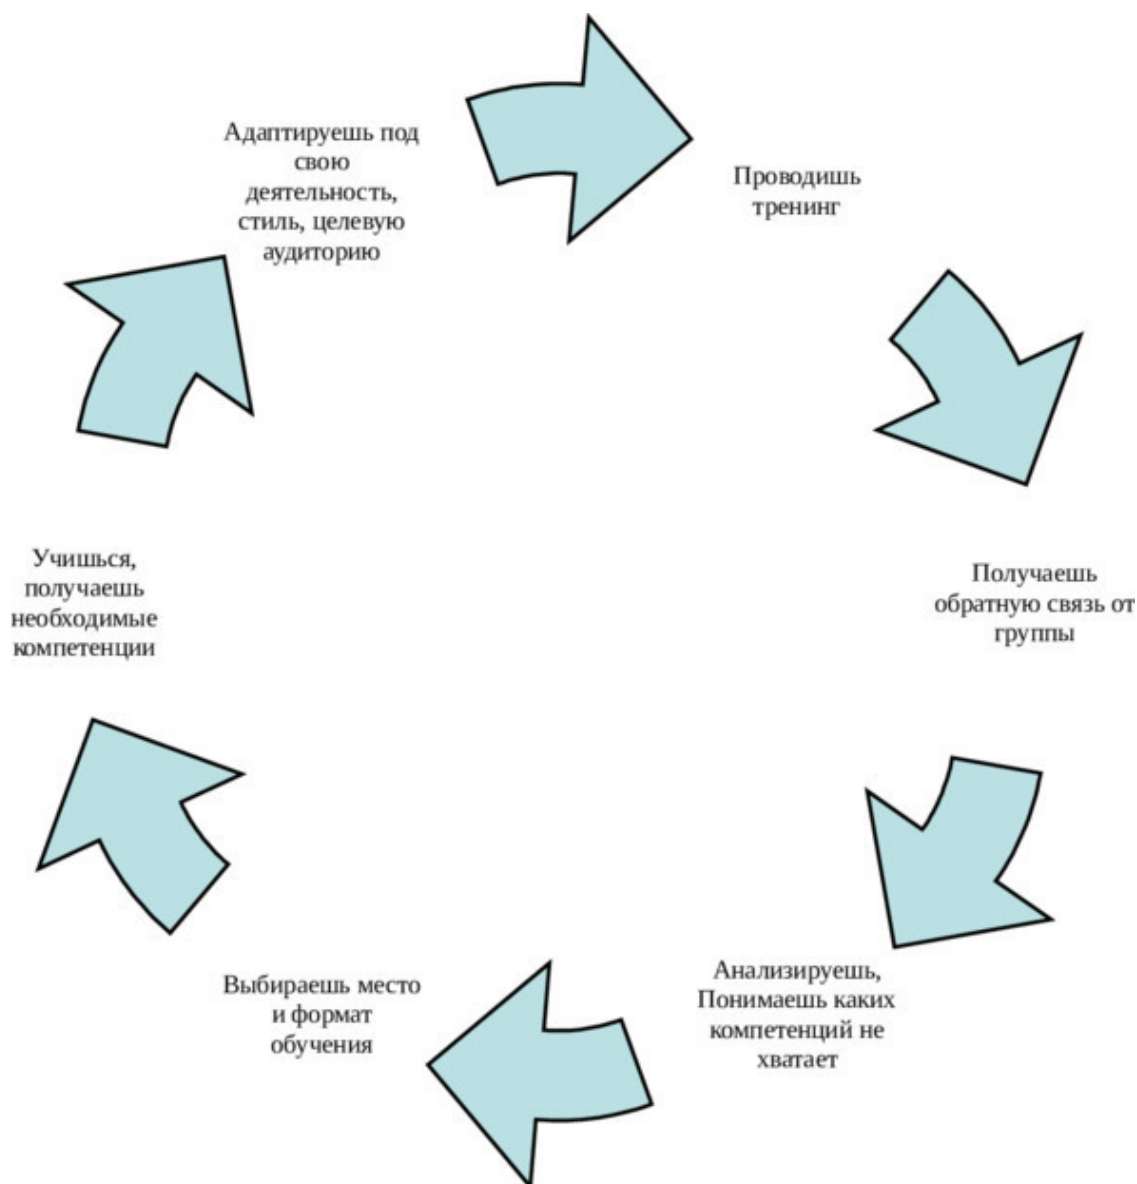 Адаптируешь под
свою
деятельность,
стиль, целевую
аудиторию
Проводишь
тренинг
Получаешь
обратную связь от
группы
Анализируешь,
Понимаешь каких
компетенций не
хватает
Выбираешь место
и формат
обучения
Учишься,
получаешь
необходимые
компетенции